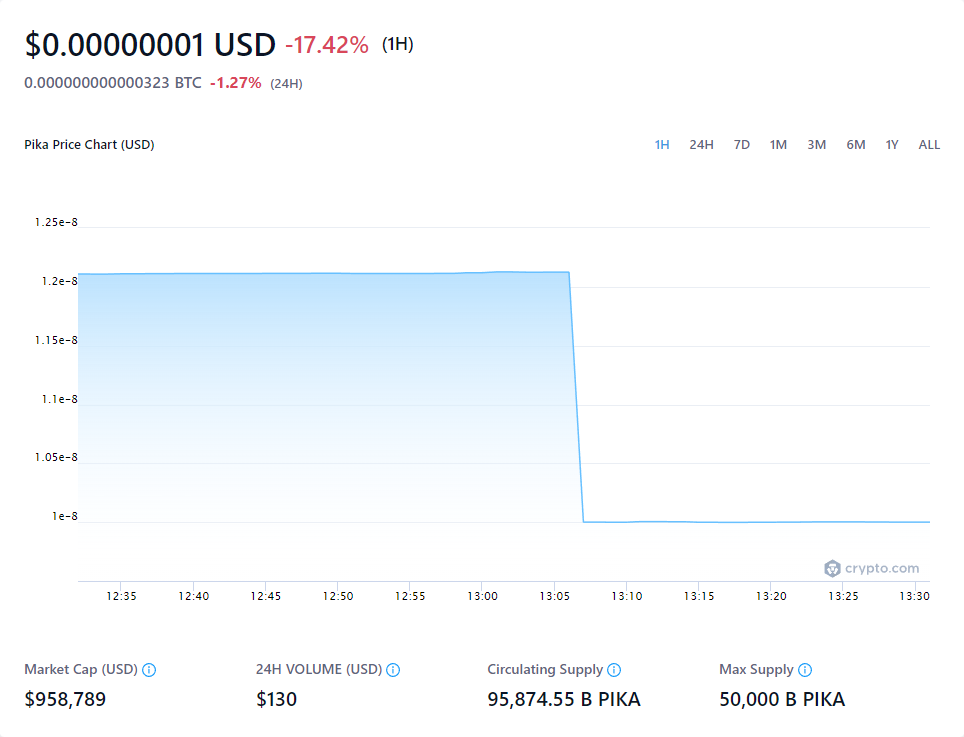 $0.00000001 USD -17.42% (1H)
0.000000000000323 BTC -1.27% (24H)
Pika Price Chart (USD) 1H 24H 7D 1M 3M 6M 1Y ALL
1.25e-8
1.2e-8
1.15e-8
1.1e-8
1.05e-8
1e-8
crypto.com
12:35 12:40 12:45 12:50 12:55 13:00 13:05 13:10 13:15 13:20 13:25 13:30
Market Cap (USD) 24H VOLUME (USD) Circulating Supply Max Supply
$958,789 $130 95,874.55 B PIKA 50,000 B PIKA